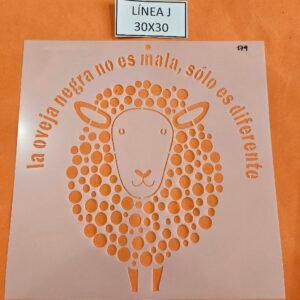 LÍNEA J
30X30
la oveja negra no es mala, sólo es diferente